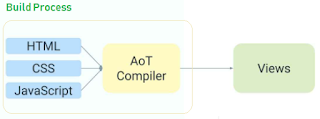 Build Process
HTML
CSS
JavaScript
AoT
Compiler
Views